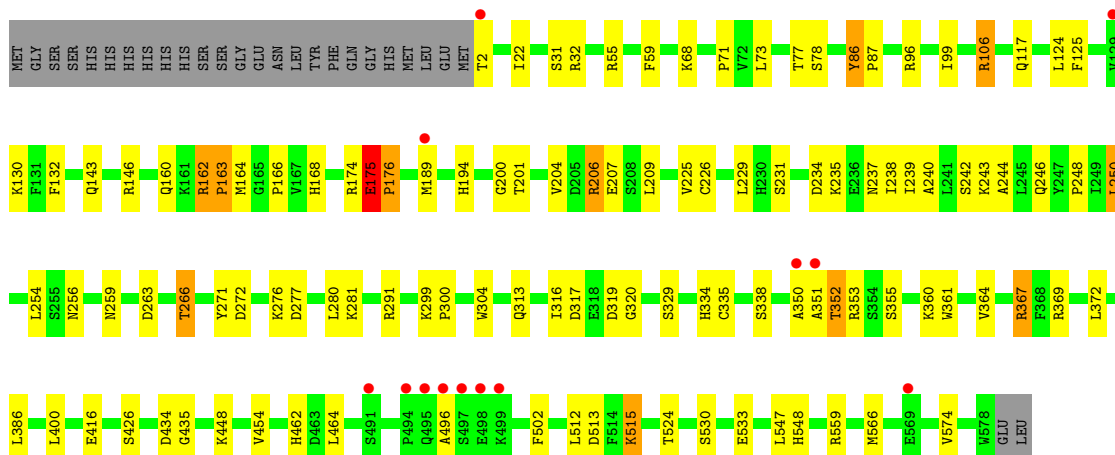 MET GLY SER SER HIS HIS HIS HIS HIS HIS SER SER GLY GLU ASN LEU TYR PHE GLN GLY HIS MET LEU GLU MET T2 I22 S31 R32 R55 F59 K68 P71 V72 L73 T77 S78 Y86 P87 R96 I99 R106 Q117 L124 F125 V129
K130 F131 F132 Q143 R146 Q160 K161 R162 P163 M164 G165 P166 V167 H168 R174 E175 P176 M189 H194 G200 T201 V204 D205 R206 E207 S208 L209 V225 C226 L229 H230 S231 D234 K235 E236 N237 I238 I239 A240 L241 S242 K243 A244 L245 Q246 Y247 P248 I249 L250
L254 S255 N256 N259 D263 T266 Y271 D272 K276 D277 L280 K281 R291 K299 P300 W304 Q313 I316 D317 E318 D319 G320 S329 H334 C335 S338 A350 A351 T352 R353 S354 S355 K360 W361 V364 R367 F368 R369 L372
L386 L400 E416 S426 D434 G435 K448 V454 H462 D463 L464 S491 P494 Q495 A496 S497 E498 K499 F502 L512 D513 F514 K515 T524 S530 E533 L547 H548 R559 M566 E569 V574 W578 GLU LEU